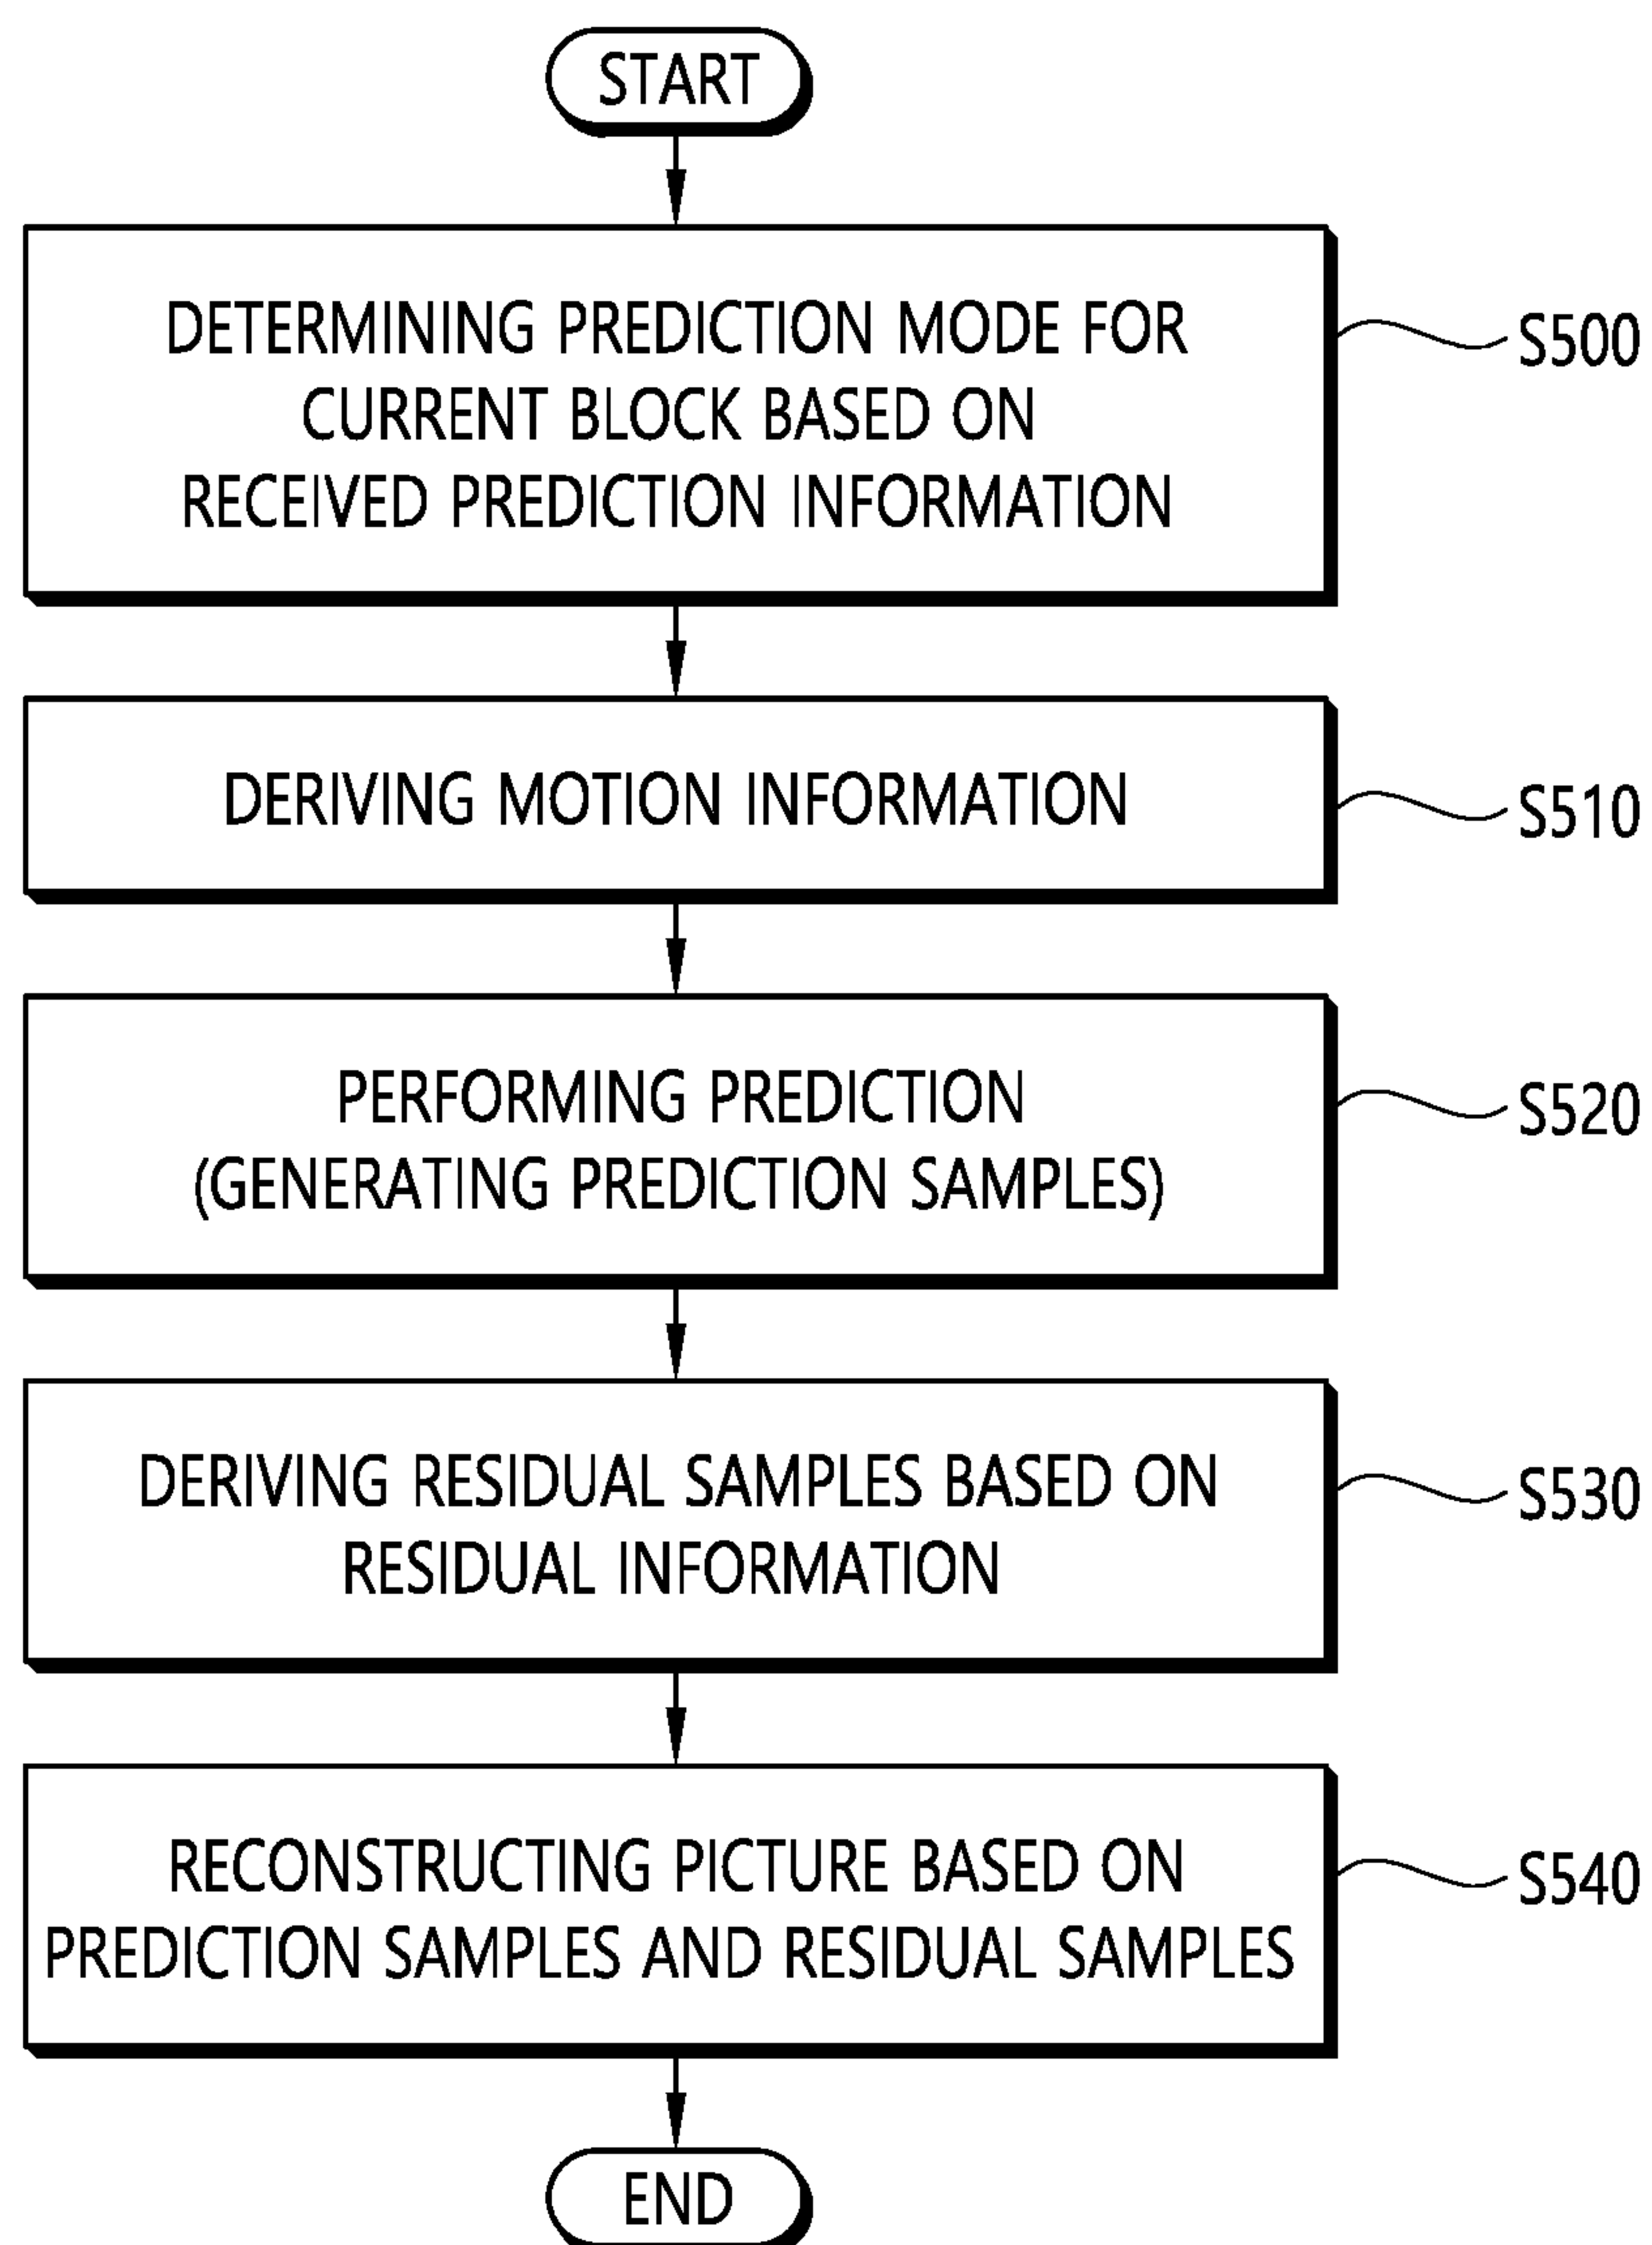 START
DETERMINING PREDICTION MODE FOR
CURRENT BLOCK BASED ON
RECEIVED PREDICTION INFORMATION
S500
DERIVING MOTION INFORMATION
S510
PERFORMING PREDICTION
(GENERATING PREDICTION SAMPLES)
S520
DERIVING RESIDUAL SAMPLES BASED ON
RESIDUAL INFORMATION
S530
RECONSTRUCTING PICTURE BASED ON
PREDICTION SAMPLES AND RESIDUAL SAMPLES
S540
END